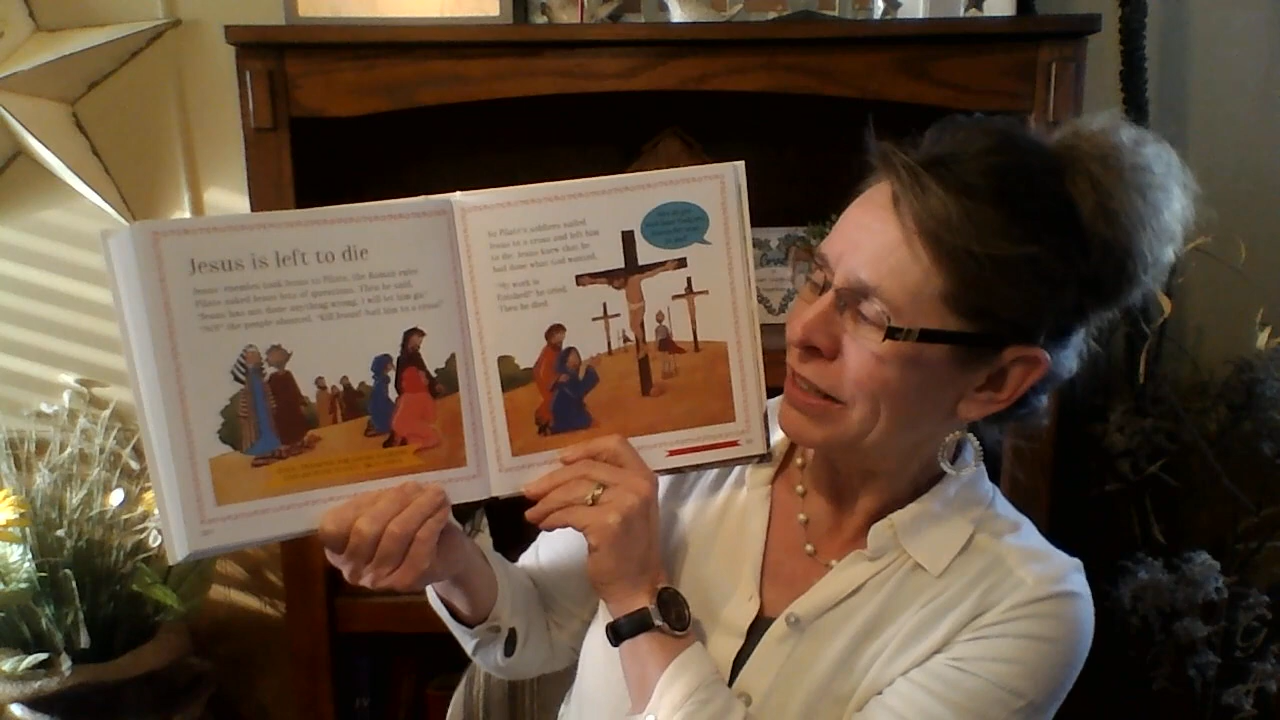 Jesus is left to die
Jesus' enemies took Jesus to Pilate, the Roman ruler.
Pilate asked Jesus lots of questions. Then he said,
"Jesus has not done anything wrong. I will let him go."
"NO!" the people shouted. "Kill Jesus! Nail him to a cross!"
So Pilate's soldiers nailed
Jesus to a cross and left him
to die. Jesus knew that he
had done what God wanted.
"My work is
finished!" he cried.
Then he died.